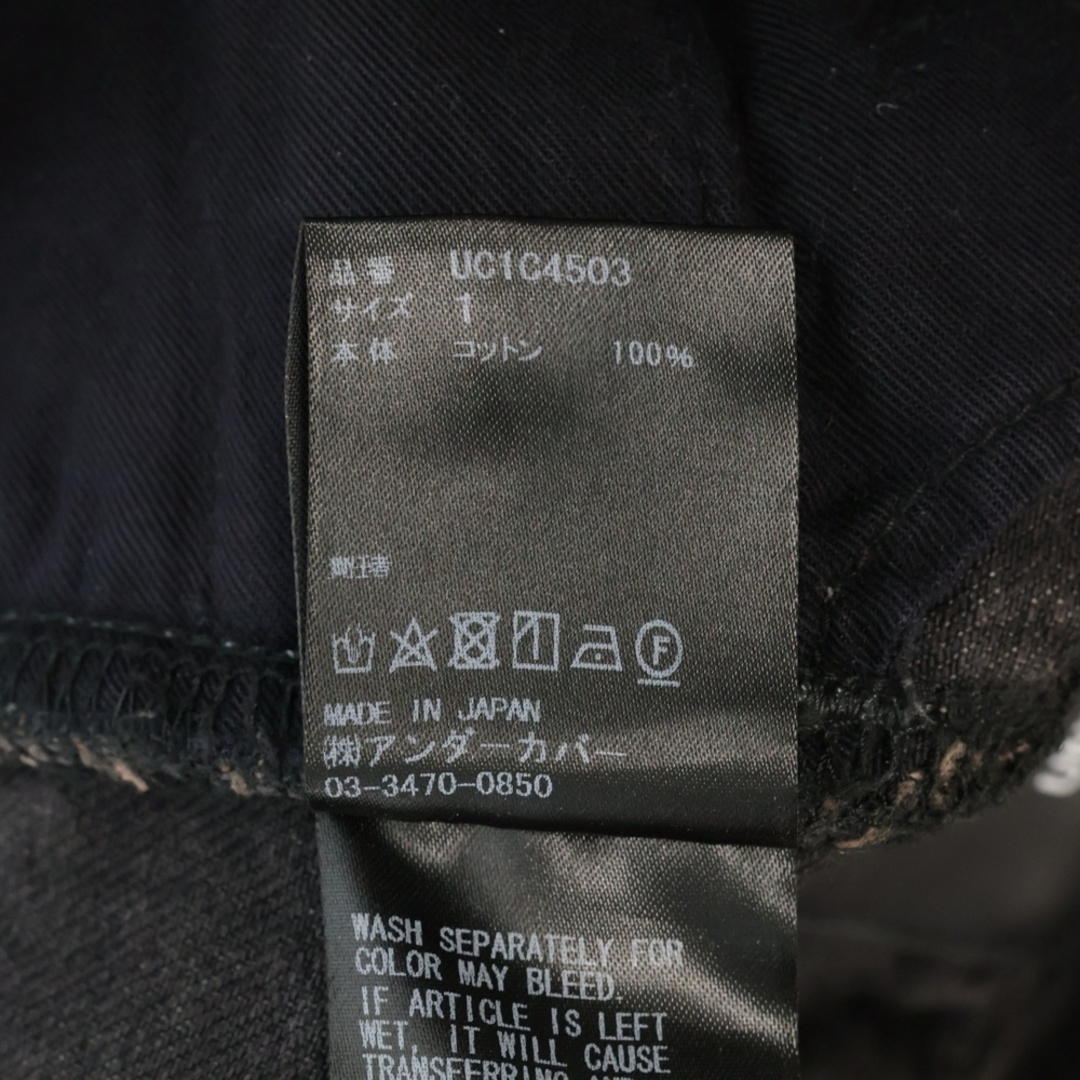 品番 UC1C4503
サイズ 1
本体 コットン 100%
F
MADE IN JAPAN
(株)アンダーカバー
03-3470-0850
WASH SEPARATELY FOR
COLOR MAY BLEED.
IF ARTICLE IS LEFT
WET, IT WILL CAUSE
TRANSFERRING